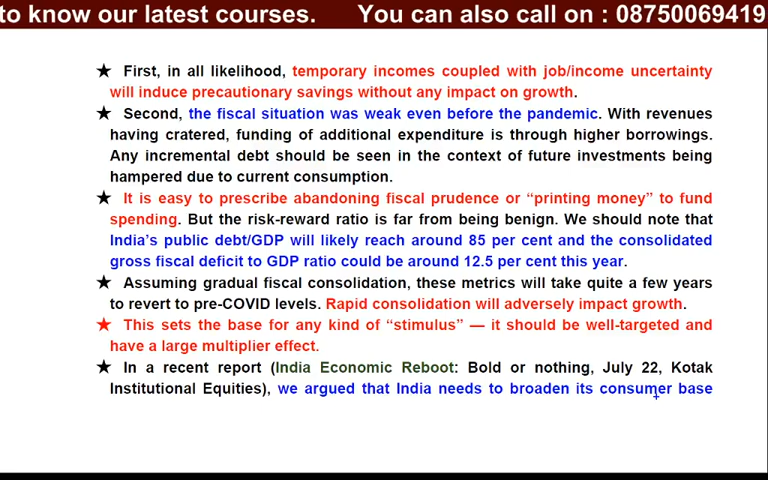 to know our latest courses. You can also call on : 08750069419
★ First, in all likelihood, temporary incomes coupled with job/income uncertainty
will induce precautionary savings without any impact on growth.
★ Second, the fiscal situation was weak even before the pandemic. With revenues
having cratered, funding of additional expenditure is through higher borrowings.
Any incremental debt should be seen in the context of future investments being
hampered due to current consumption.
★ It is easy to prescribe abandoning fiscal prudence or “printing money” to fund
spending. But the risk-reward ratio is far from being benign. We should note that
India’s public debt/GDP will likely reach around 85 per cent and the consolidated
gross fiscal deficit to GDP ratio could be around 12.5 per cent this year.
★ Assuming gradual fiscal consolidation, these metrics will take quite a few years
to revert to pre-COVID levels. Rapid consolidation will adversely impact growth.
★ This sets the base for any kind of “stimulus” — it should be well-targeted and
have a large multiplier effect.
★ In a recent report (India Economic Reboot: Bold or nothing, July 22, Kotak
Institutional Equities), we argued that India needs to broaden its consumer base